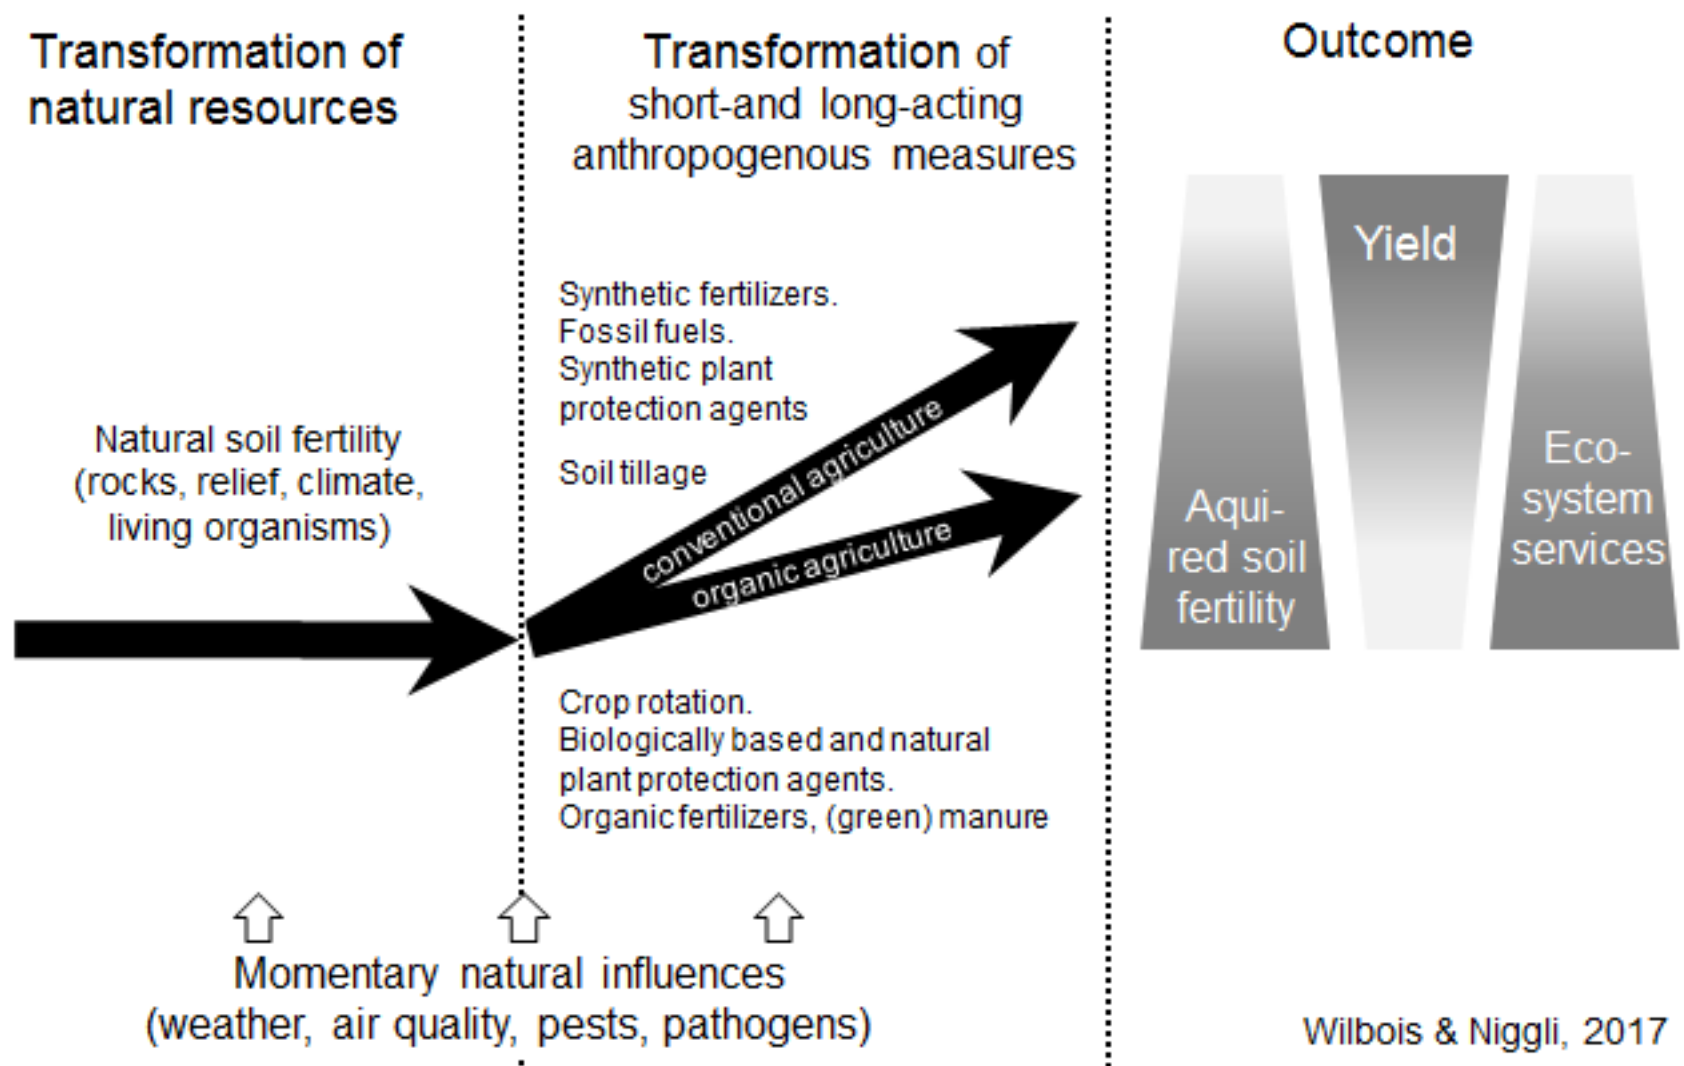 Transformation of
natural resources
Natural soil fertility
(rocks, relief, climate,
living organisms)
Transformation of
short-and long-acting
anthropogenous measures
Synthetic fertilizers.
Fossil fuels.
Synthetic plant
protection agents
Soil tillage
conventional agriculture
organic agriculture
Crop rotation.
Biologically based and natural
plant protection agents.
Organic fertilizers, (green) manure
Outcome
Aqui-
red soil
fertility
Yield
Eco-
system
services
Momentary natural influences
(weather, air quality, pests, pathogens)
Wilbois & Niggli, 2017